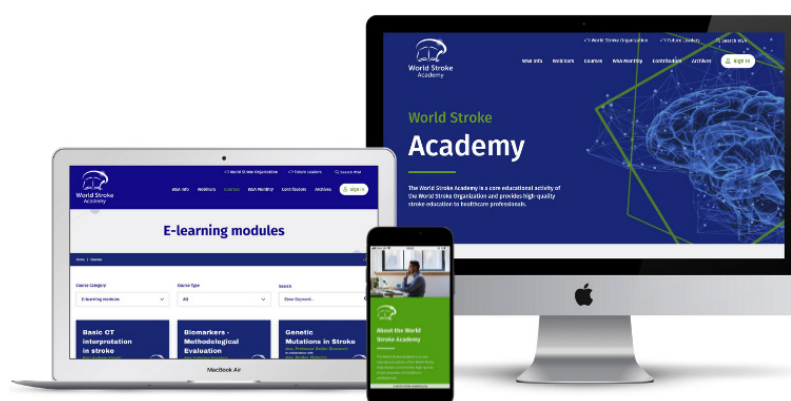 World Stroke Organization
Future Leaders
Search WSA
World Stroke
Academy
WSA Info
Webinars
Courses
WSA Monthly
Contributors
Archives
Sign in
World Stroke
Academy
The World Stroke Academy is a core educational activity of
the World Stroke Organization and provides high-quality
stroke education to healthcare professionals.
World Stroke Organization
Future Leaders
Search WSA
World Stroke
Academy
WSA Info
Webinars
Courses
WSA Monthly
Contributors
Archives
Sign in
E-learning modules
Home | Courses
Course Category
Course Type
Search
E-learning modules
All
Enter Keyword...
Basic CT
interpretation
in stroke
Biomarkers -
Methodological
Evaluation
Genetic
Mutations in Stroke
MacBook Air
About the World
Stroke Academy